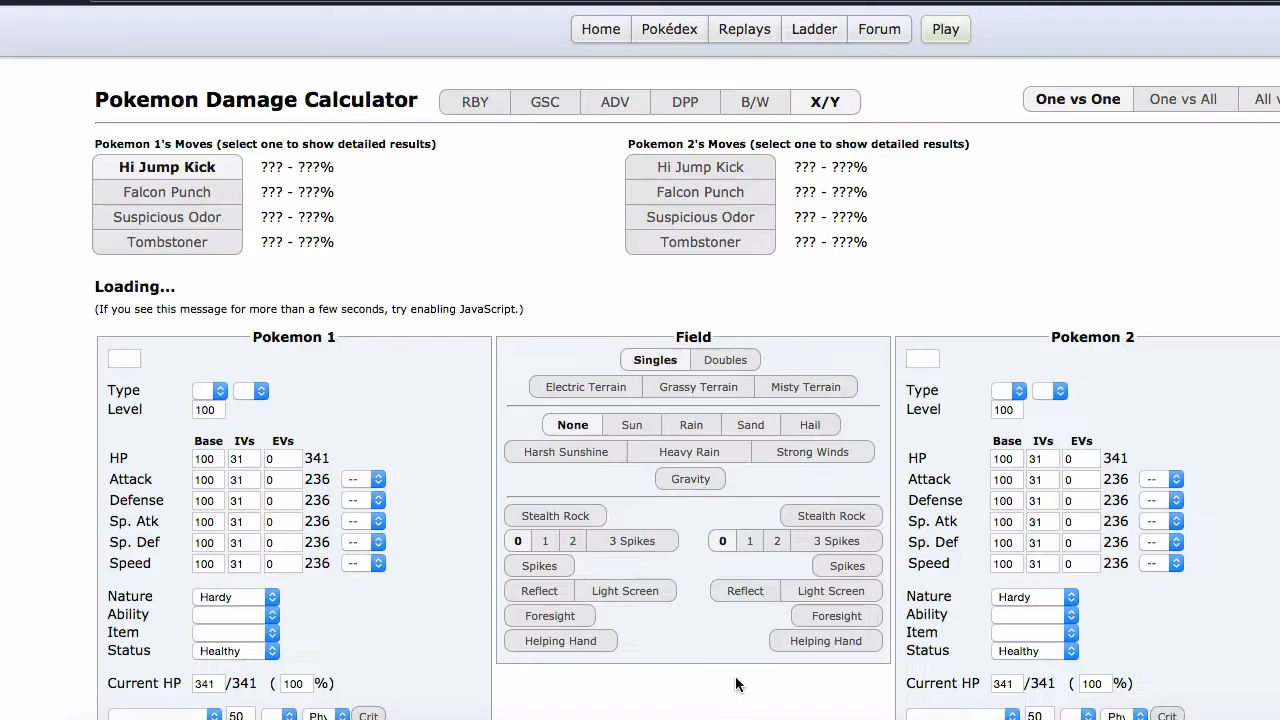 Home Pokédex Replays Ladder Forum Play
Pokemon Damage Calculator RBY GSC ADV DPP B/W X/Y One vs One One vs All All v
Pokemon 1's Moves (select one to show detailed results) Pokemon 2's Moves (select one to show detailed results)
Hi Jump Kick ??? - ???% Hi Jump Kick ??? - ???%
Falcon Punch ??? - ???% Falcon Punch ??? - ???%
Suspicious Odor ??? - ???% Suspicious Odor ??? - ???%
Tombstoner ??? - ???% Tombstoner ??? - ???%
Loading...
(If you see this message for more than a few seconds, try enabling JavaScript.)
Pokemon 1
Type
Level 100
Base IVs EVs
HP 100 31 0 341
Attack 100 31 0 236 --
Defense 100 31 0 236 --
Sp. Atk 100 31 0 236 --
Sp. Def 100 31 0 236 --
Speed 100 31 0 236 --
Nature Hardy
Ability
Item
Status Healthy
Current HP 341 /341 ( 100 %)
50 Phy Crit
Field
Singles Doubles
Electric Terrain Grassy Terrain Misty Terrain
None Sun Rain Sand Hail
Harsh Sunshine Heavy Rain Strong Winds
Gravity
Stealth Rock Stealth Rock
0 1 2 3 Spikes 0 1 2 3 Spikes
Spikes Spikes
Reflect Light Screen Reflect Light Screen
Foresight Foresight
Helping Hand Helping Hand
Pokemon 2
Type
Level 100
Base IVs EVs
HP 100 31 0 341
Attack 100 31 0 236 --
Defense 100 31 0 236 --
Sp. Atk 100 31 0 236 --
Sp. Def 100 31 0 236 --
Speed 100 31 0 236 --
Nature Hardy
Ability
Item
Status Healthy
Current HP 341 /341 ( 100 %)
50 Phy Crit